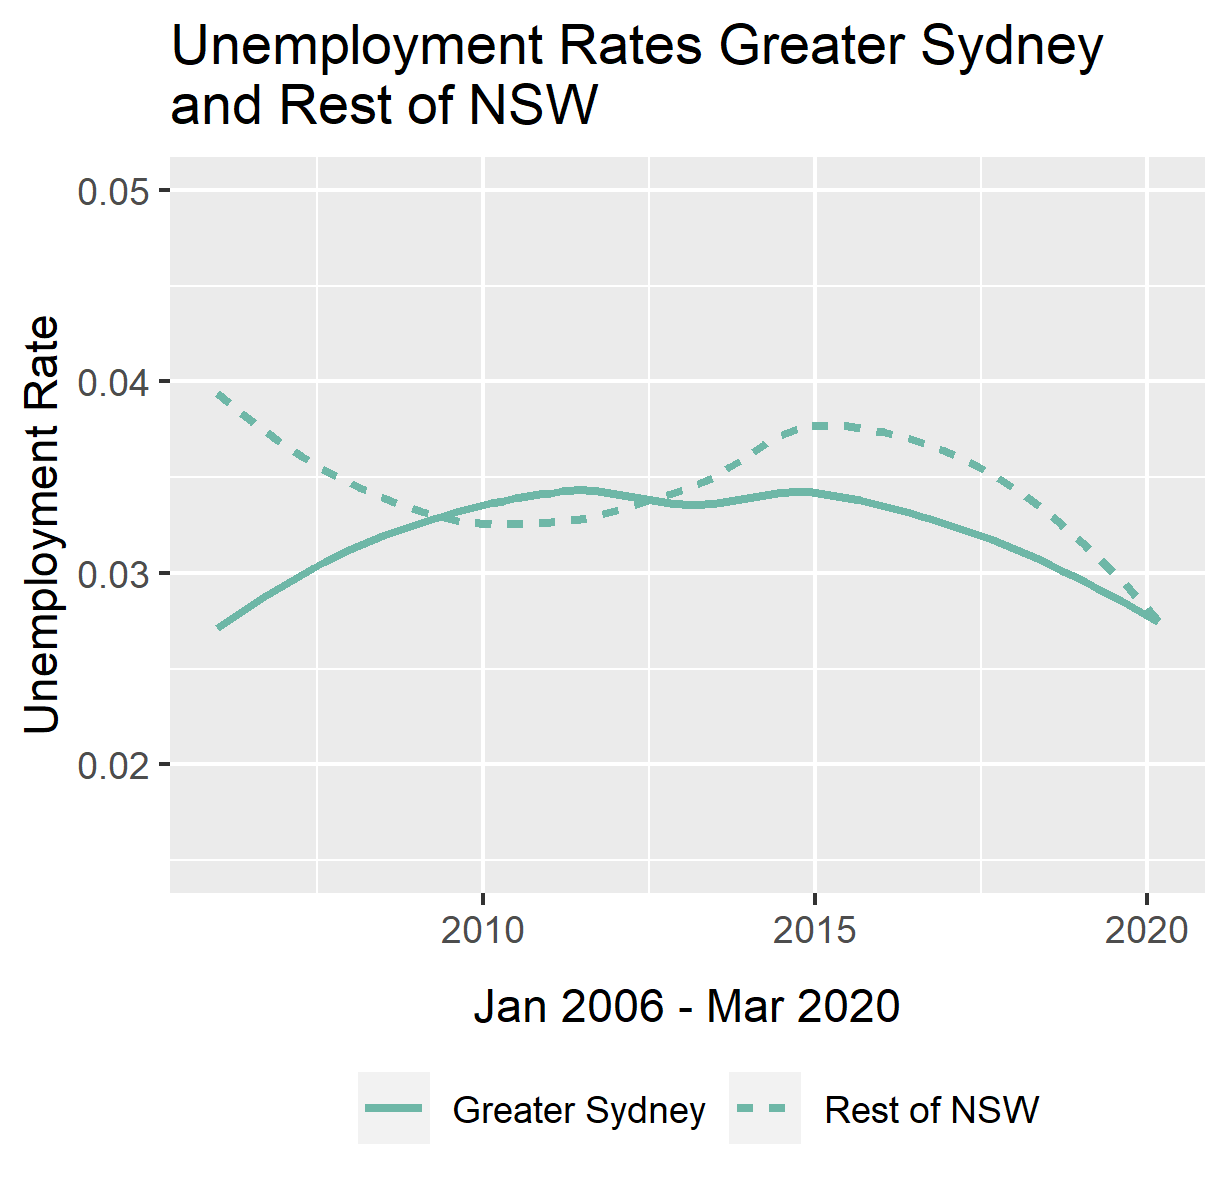 Unemployment Rates Greater Sydney
and Rest of NSW
Unemployment Rate
0.05
0.04
0.03
0.02
2010 2015 2020
Jan 2006 - Mar 2020
Greater Sydney Rest of NSW